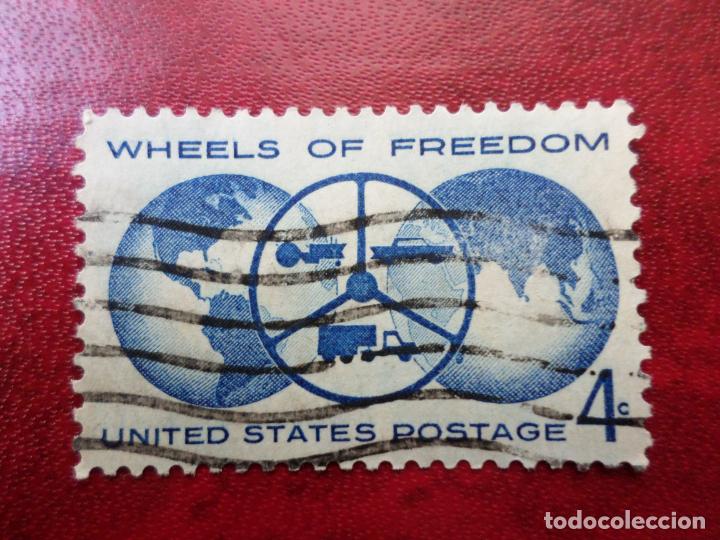 WHEELS OF FREEDOM
4c
UNITED STATES POSTAGE
todocoleccion